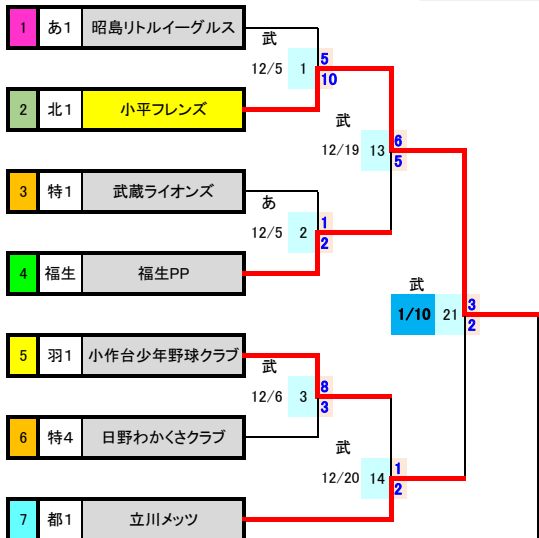 1 あ1 昭島リトルイーグルス
武
12/5 1 5
10
2 北1 小平フレンズ
武
12/19 13 6
5
3 特1 武蔵ライオンズ
あ
12/5 2 1
2
4 福生 福生PP
武
1/10 21 3
2
5 羽1 小作台少年野球クラブ
武
12/6 3 8
3
6 特4 日野わかくさクラブ
武
12/20 14 1
2
7 都1 立川メッツ